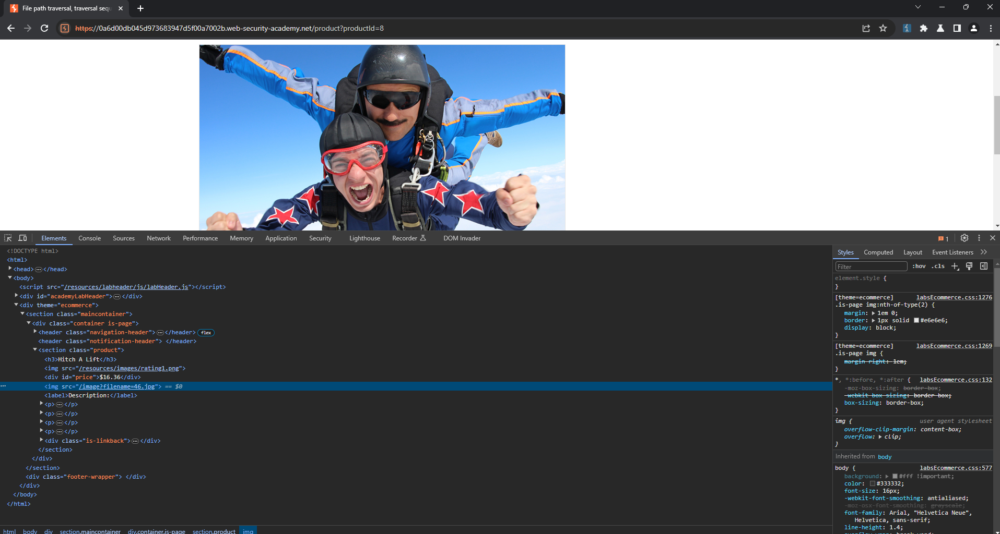 File path traversal, traversal sequ
https://0a6d00db045d973683947d5f00a7002b.web-security-academy.net/product?productId=8
Elements Console Sources Network Performance Memory Application Security Lighthouse Recorder DOM Invader 1
<!DOCTYPE html>
<html>
<head>…</head>
<body>
<script src="/resources/labheader/js/labHeader.js"></script>
<div id="academyLabHeader">…</div>
<div theme="ecommerce">
<section class="maincontainer">
<div class="container is-page">
<header class="navigation-header">…</header> flex
<header class="notification-header"> </header>
<section class="product">
<h3>Hitch A Lift</h3>
<img src="/resources/images/rating1.png">
<div id="price">$16.36</div>
… <img src="/image?filename=46.jpg"> == $0
<label>Description:</label>
<p>…</p>
<p>…</p>
<p>…</p>
<p>…</p>
<div class="is-linkback">…</div>
</section>
</div>
</section>
<div class="footer-wrapper"> </div>
</div>
</body>
</html>
html body div section.maincontainer div.container.is-page section.product img
Styles Computed Layout Event Listeners
Filter :hov .cls
element.style {
}
[theme=ecommerce] labsEcommerce.css:1276
.is-page img:nth-of-type(2) {
margin: 1em 0;
border: 1px solid #e6e6e6;
display: block;
}
[theme=ecommerce] labsEcommerce.css:1269
.is-page img {
margin-right: 1em;
}
*, *:before, *:after { labsEcommerce.css:132
-moz-box-sizing: border-box;
-webkit-box-sizing: border-box;
box-sizing: border-box;
}
img { user agent stylesheet
overflow-clip-margin: content-box;
overflow: clip;
}
Inherited from body
body { labsEcommerce.css:577
background: #fff !important;
color: #333332;
font-size: 16px;
-webkit-font-smoothing: antialiased;
-moz-osx-font-smoothing: grayscale;
font-family: Arial, "Helvetica Neue",
Helvetica, sans-serif;
line-height: 1.4;
overflow-wrap: break-word;